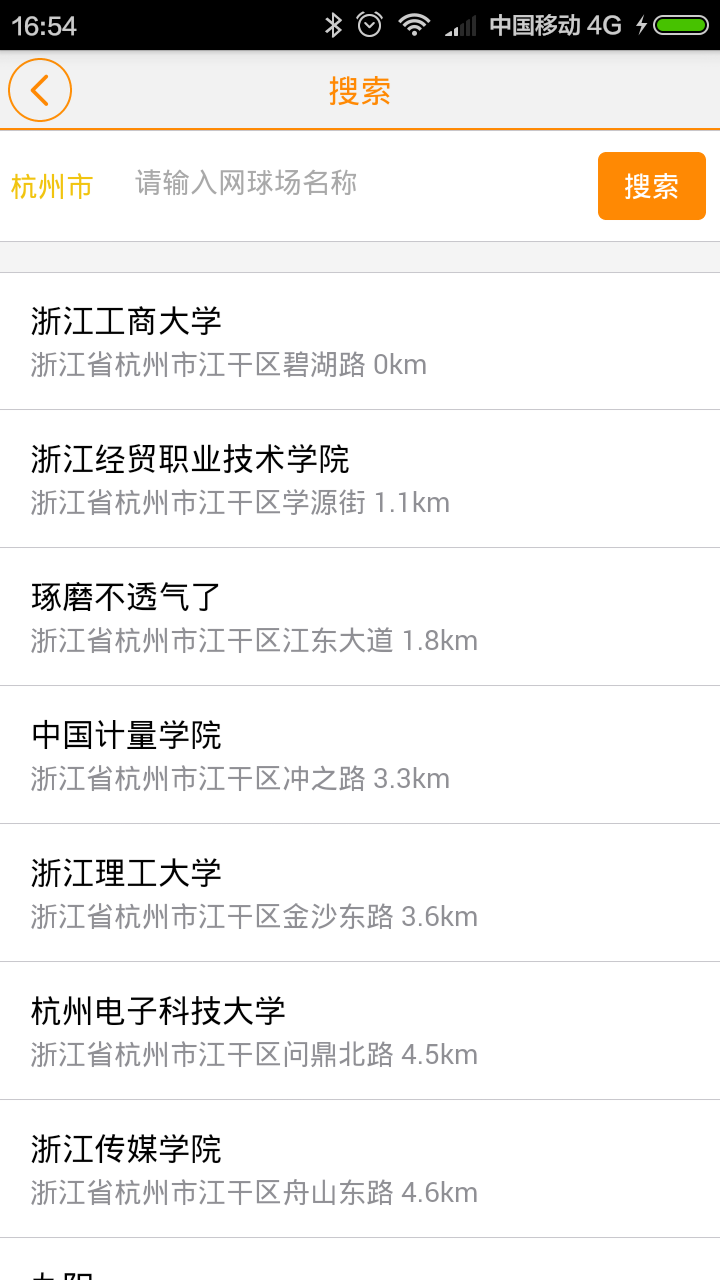 16:54 中国移动 4G
搜索
杭州市 请输入网球场名称 搜索
浙江工商大学
浙江省杭州市江干区碧湖路 0km
浙江经贸职业技术学院
浙江省杭州市江干区学源街 1.1km
琢磨不透气了
浙江省杭州市江干区江东大道 1.8km
中国计量学院
浙江省杭州市江干区冲之路 3.3km
浙江理工大学
浙江省杭州市江干区金沙东路 3.6km
杭州电子科技大学
浙江省杭州市江干区问鼎北路 4.5km
浙江传媒学院
浙江省杭州市江干区舟山东路 4.6km